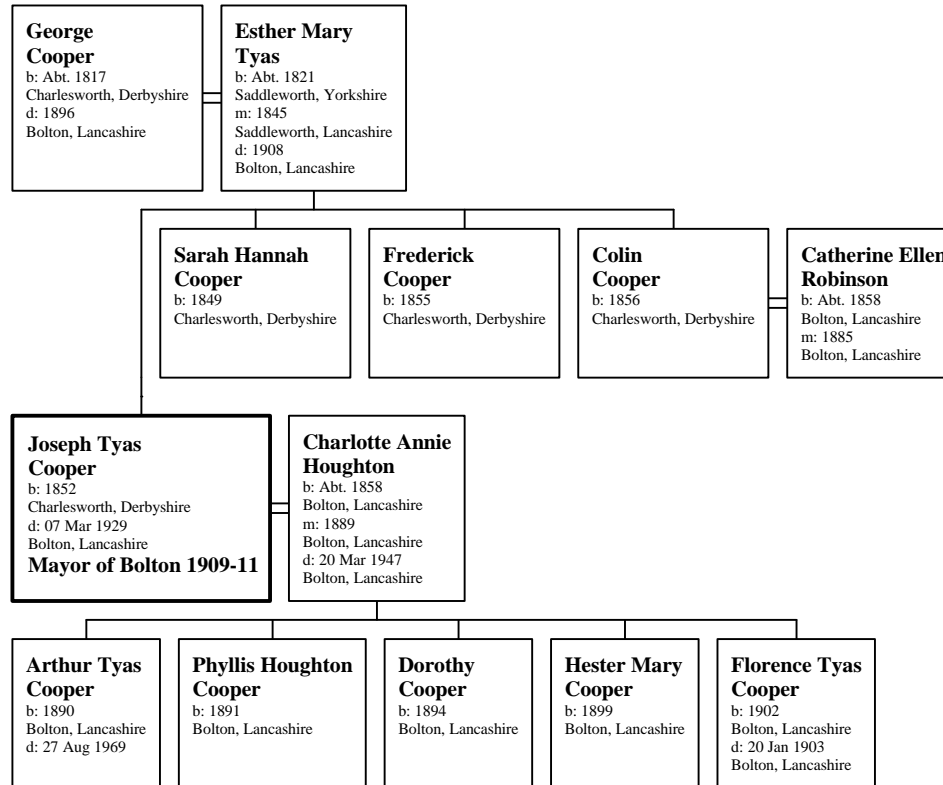 George
Cooper
b: Abt. 1817
Charlesworth, Derbyshire
d: 1896
Bolton, Lancashire
Esther Mary
Tyas
b: Abt. 1821
Saddleworth, Yorkshire
m: 1845
Saddleworth, Lancashire
d: 1908
Bolton, Lancashire
Sarah Hannah
Cooper
b: 1849
Charlesworth, Derbyshire
Frederick
Cooper
b: 1855
Charlesworth, Derbyshire
Colin
Cooper
b: 1856
Charlesworth, Derbyshire
Catherine Ellen
Robinson
b: Abt. 1858
Bolton, Lancashire
m: 1885
Bolton, Lancashire
Joseph Tyas
Cooper
b: 1852
Charlesworth, Derbyshire
d: 07 Mar 1929
Bolton, Lancashire
Mayor of Bolton 1909-11
Charlotte Annie
Houghton
b: Abt. 1858
Bolton, Lancashire
m: 1889
Bolton, Lancashire
d: 20 Mar 1947
Bolton, Lancashire
Arthur Tyas
Cooper
b: 1890
Bolton, Lancashire
d: 27 Aug 1969
Phyllis Houghton
Cooper
b: 1891
Bolton, Lancashire
Dorothy
Cooper
b: 1894
Bolton, Lancashire
Hester Mary
Cooper
b: 1899
Bolton, Lancashire
Florence Tyas
Cooper
b: 1902
Bolton, Lancashire
d: 20 Jan 1903
Bolton, Lancashire